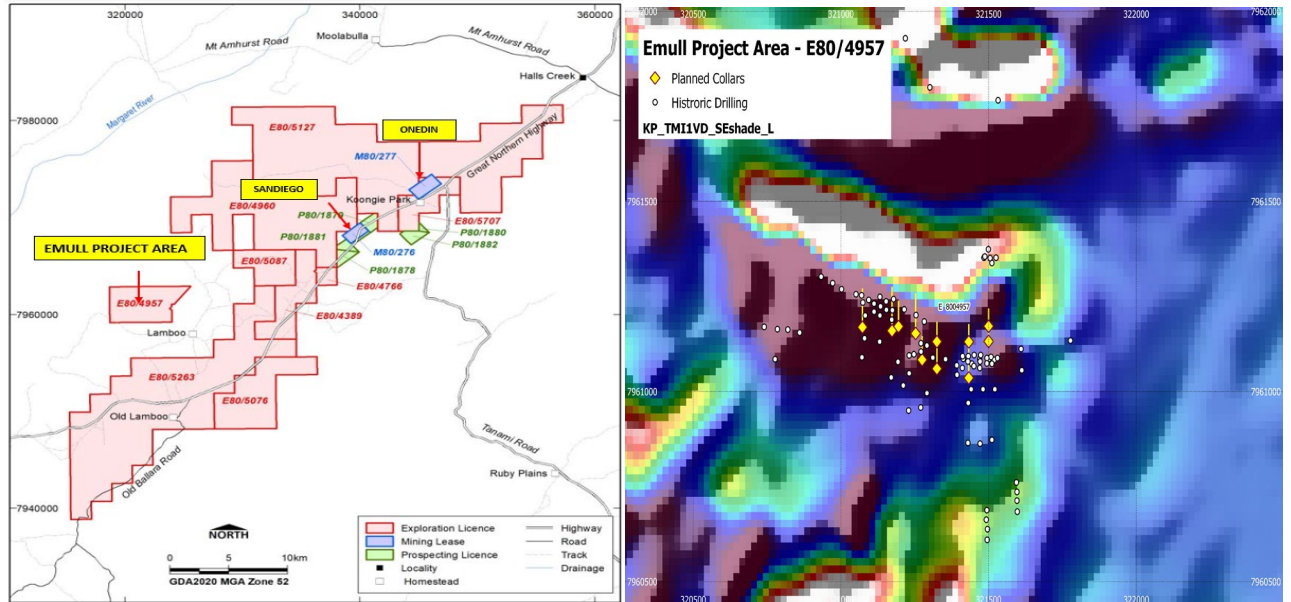 320000
340000
360000
Mt Amhurst Road
Moolabulla
Mt Amhurst Road
Halls Creek
Margaret River
7980000
E80/5127
ONEDIN
M80/277
Great Northern Highway
SANDIEGO
Koongie Park
E80/4960
P80/1879
E80/5707
P80/1880
P80/1881
P80/1882
EMULL PROJECT AREA
M80/276
E80/5087
P80/1878
E80/4766
E80/4957
7960000
E80/4389
Lamboo
E80/5263
E80/5076
Old Lamboo
Tanami Road
Old Ballara Road
Ruby Plains
7940000
NORTH
0 5 10km
GDA2020 MGA Zone 52
Exploration Licence
Mining Lease
Prospecting Licence
Locality
Homestead
Highway
Road
Track
Drainage
2000
320500
321000
321500
322000
7962000
Emull Project Area - E80/4957
Planned Collars
Histroric Drilling
KP_TMI1VD_SEshade_L
7961500
7961500
E 8004957
7961000
7961000
7960500
7960500
320500
321000
321500
322000